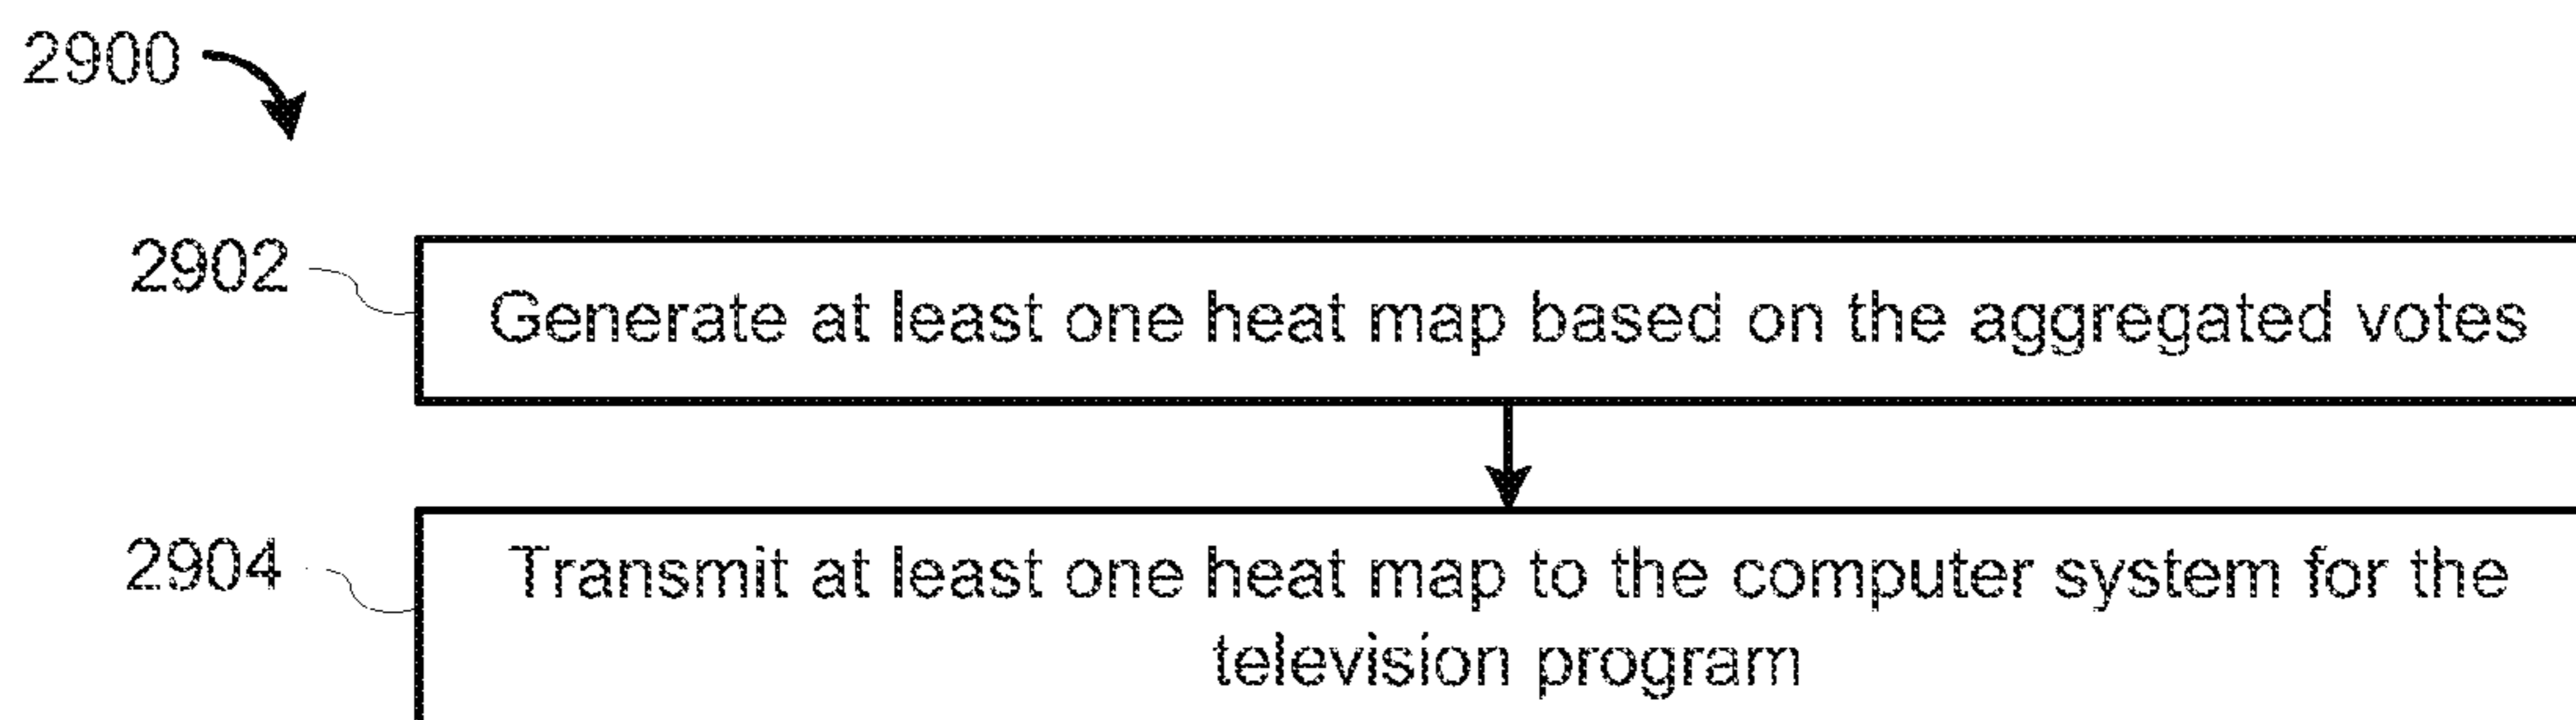 2900
2902
Generate at least one heat map based on the aggregated votes
2904
Transmit at least one heat map to the computer system for the
television program